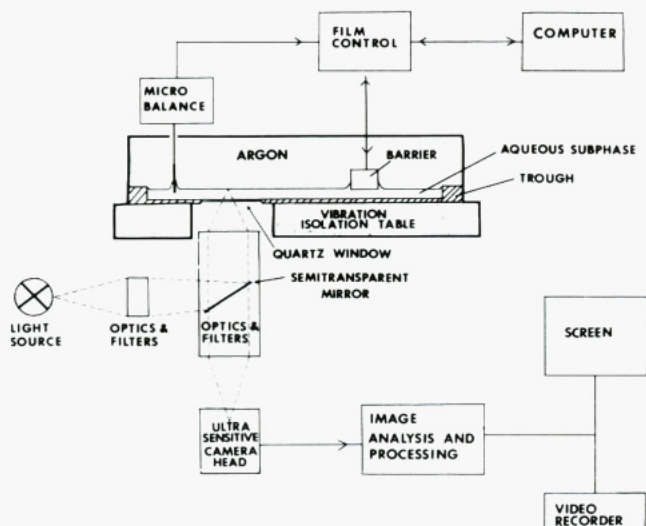 FILM
CONTROL
COMPUTER
MICRO
BALANCE
ARGON
BARRIER
AQUEOUS SUBPHASE
TROUGH
VIBRATION
ISOLATION TABLE
QUARTZ WINDOW
SEMITRANSPARENT
MIRROR
LIGHT
SOURCE
OPTICS &
FILTERS
OPTICS &
FILTERS
SCREEN
ULTRA
SENSITIVE
CAMERA
HEAD
IMAGE
ANALYSIS AND
PROCESSING
VIDEO
RECORDER